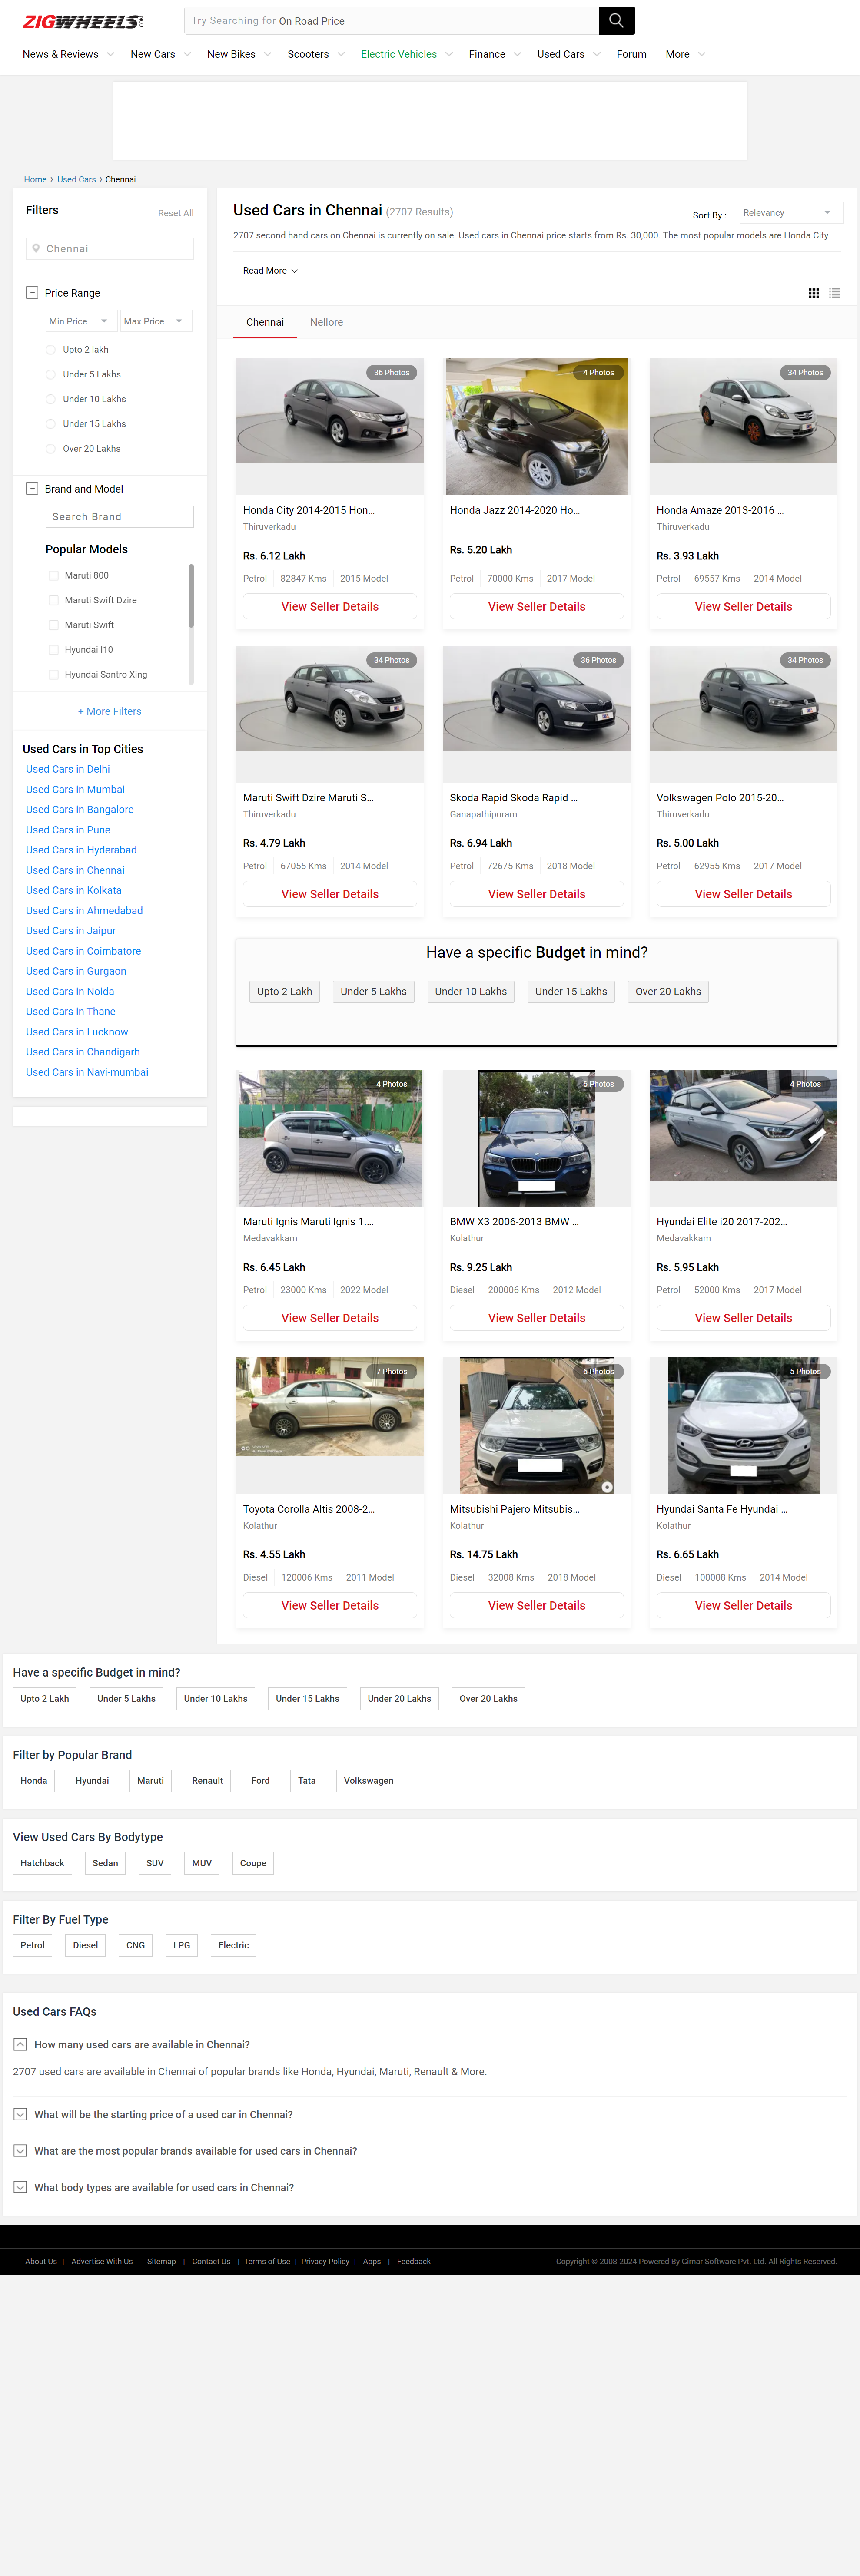 ZIGWHEELS.COM
Try Searching for On Road Price
News & Reviews
New Cars
New Bikes
Scooters
Electric Vehicles
Finance
Used Cars
Forum
More
Home › Used Cars › Chennai
Filters
Reset All
Chennai
Price Range
Min Price
Max Price
Upto 2 lakh
Under 5 Lakhs
Under 10 Lakhs
Under 15 Lakhs
Over 20 Lakhs
Brand and Model
Search Brand
Popular Models
Maruti 800
Maruti Swift Dzire
Maruti Swift
Hyundai I10
Hyundai Santro Xing
+ More Filters
Used Cars in Top Cities
Used Cars in Delhi
Used Cars in Mumbai
Used Cars in Bangalore
Used Cars in Pune
Used Cars in Hyderabad
Used Cars in Chennai
Used Cars in Kolkata
Used Cars in Ahmedabad
Used Cars in Jaipur
Used Cars in Coimbatore
Used Cars in Gurgaon
Used Cars in Noida
Used Cars in Thane
Used Cars in Lucknow
Used Cars in Chandigarh
Used Cars in Navi-mumbai
Used Cars in Chennai (2707 Results)
Sort By :
Relevancy
2707 second hand cars on Chennai is currently on sale. Used cars in Chennai price starts from Rs. 30,000. The most popular models are Honda City
Read More
Chennai
Nellore
36 Photos
Honda City 2014-2015 Hon...
Thiruverkadu
Rs. 6.12 Lakh
Petrol 82847 Kms 2015 Model
View Seller Details
4 Photos
Honda Jazz 2014-2020 Ho...
Rs. 5.20 Lakh
Petrol 70000 Kms 2017 Model
View Seller Details
34 Photos
Honda Amaze 2013-2016 ...
Thiruverkadu
Rs. 3.93 Lakh
Petrol 69557 Kms 2014 Model
View Seller Details
34 Photos
Maruti Swift Dzire Maruti S...
Thiruverkadu
Rs. 4.79 Lakh
Petrol 67055 Kms 2014 Model
View Seller Details
36 Photos
Skoda Rapid Skoda Rapid ...
Ganapathipuram
Rs. 6.94 Lakh
Petrol 72675 Kms 2018 Model
View Seller Details
34 Photos
Volkswagen Polo 2015-20...
Thiruverkadu
Rs. 5.00 Lakh
Petrol 62955 Kms 2017 Model
View Seller Details
Have a specific Budget in mind?
Upto 2 Lakh
Under 5 Lakhs
Under 10 Lakhs
Under 15 Lakhs
Over 20 Lakhs
4 Photos
Maruti Ignis Maruti Ignis 1....
Medavakkam
Rs. 6.45 Lakh
Petrol 23000 Kms 2022 Model
View Seller Details
6 Photos
BMW X3 2006-2013 BMW ...
Kolathur
Rs. 9.25 Lakh
Diesel 200006 Kms 2012 Model
View Seller Details
4 Photos
Hyundai Elite i20 2017-202...
Medavakkam
Rs. 5.95 Lakh
Petrol 52000 Kms 2017 Model
View Seller Details
7 Photos
Toyota Corolla Altis 2008-2...
Kolathur
Rs. 4.55 Lakh
Diesel 120006 Kms 2011 Model
View Seller Details
6 Photos
Mitsubishi Pajero Mitsubis...
Kolathur
Rs. 14.75 Lakh
Diesel 32008 Kms 2018 Model
View Seller Details
5 Photos
Hyundai Santa Fe Hyundai ...
Kolathur
Rs. 6.65 Lakh
Diesel 100008 Kms 2014 Model
View Seller Details
Have a specific Budget in mind?
Upto 2 Lakh
Under 5 Lakhs
Under 10 Lakhs
Under 15 Lakhs
Under 20 Lakhs
Over 20 Lakhs
Filter by Popular Brand
Honda
Hyundai
Maruti
Renault
Ford
Tata
Volkswagen
View Used Cars By Bodytype
Hatchback
Sedan
SUV
MUV
Coupe
Filter By Fuel Type
Petrol
Diesel
CNG
LPG
Electric
Used Cars FAQs
How many used cars are available in Chennai?
2707 used cars are available in Chennai of popular brands like Honda, Hyundai, Maruti, Renault & More.
What will be the starting price of a used car in Chennai?
What are the most popular brands available for used cars in Chennai?
What body types are available for used cars in Chennai?
About Us | Advertise With Us | Sitemap | Contact Us | Terms of Use | Privacy Policy | Apps | Feedback
Copyright © 2008-2024 Powered By Girnar Software Pvt. Ltd. All Rights Reserved.